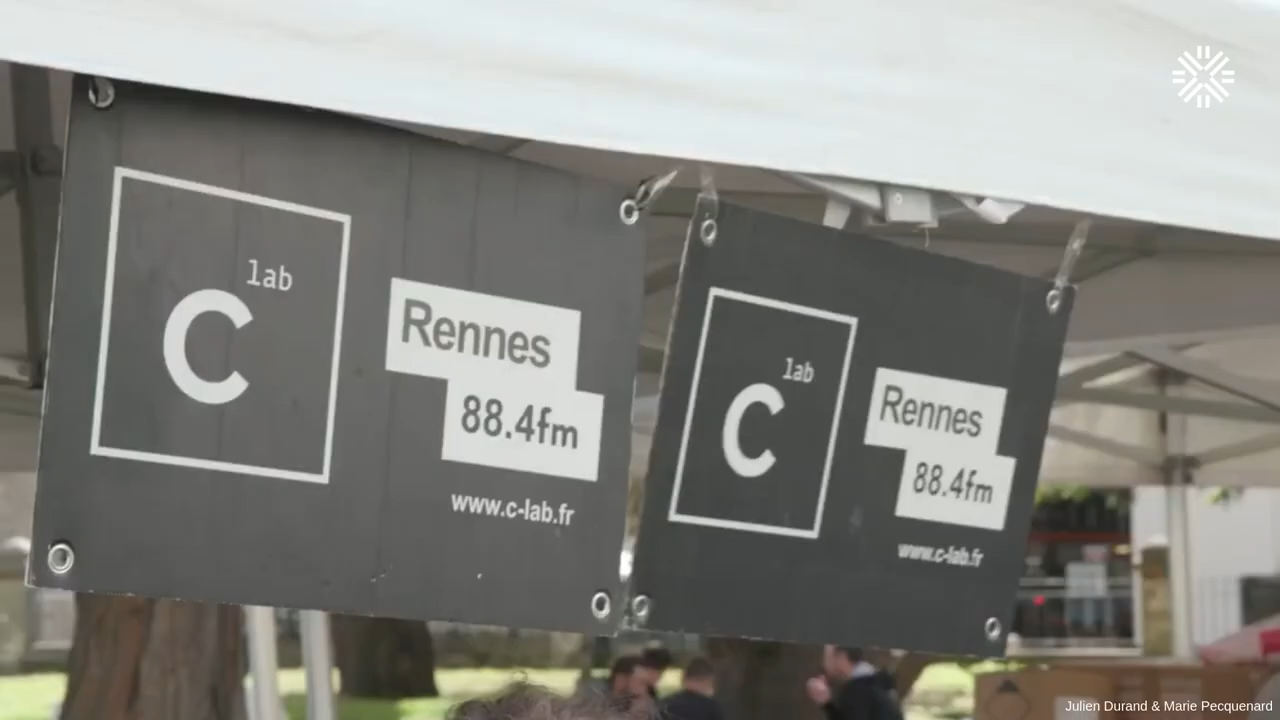 lab
C
Rennes
88.4fm
www.c-lab.fr
lab
C
Rennes
88.4fm
www.c-lab.fr
Julien Durand & Marie Pecquenard